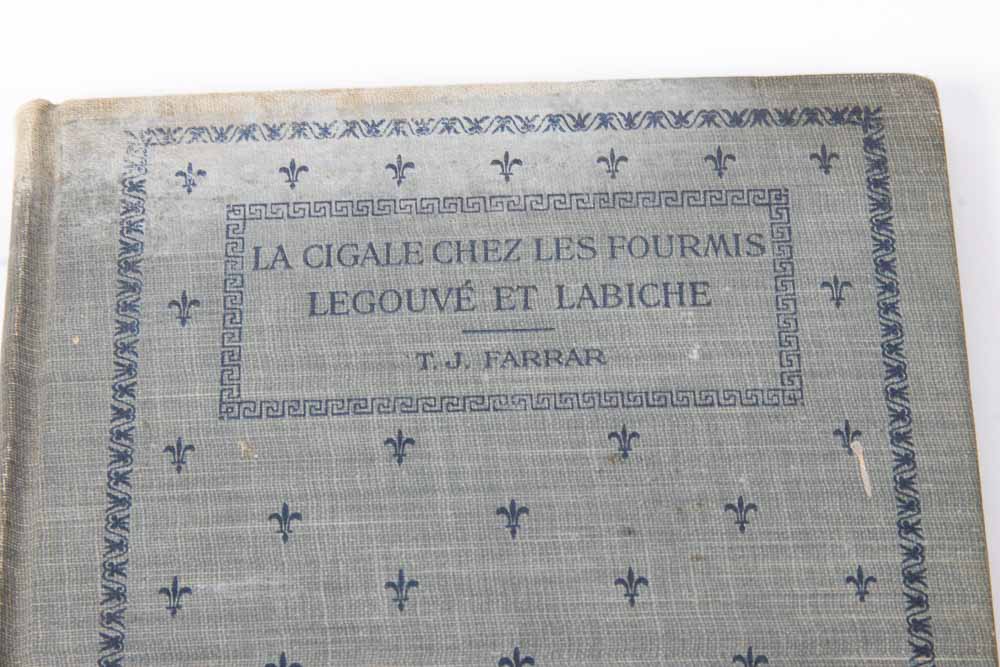 LA CIGALE CHEZ LES FOURMIS
LEGOUVÉ ET LABICHE
T. J. FARRAR